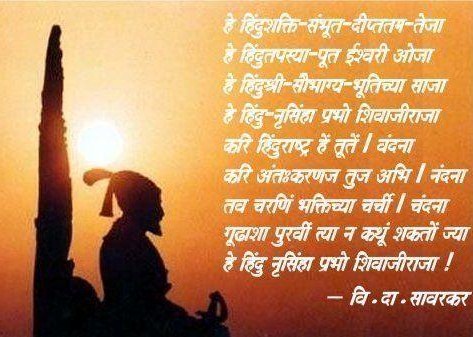 हे हिंदुशक्ति-संभूत-दीप्ततम-तेजा
हे हिंदुतपस्या-पूत ईश्वरी ओजा
हे हिंदुश्री-सौभाग्य-भूतिच्या साजा
हे हिंदु-नृसिंहा प्रभो शिवाजीराजा
करि हिंदुराष्ट्र हें तूतें / वंदना
करि अंतःकरणज तुज अभि / नंदना
तव चरणिं भक्तिच्या चर्ची / चंदना
गूढाशा पुरवीं त्या न कथूं शकतों ज्या
हे हिंदु नृसिंहा प्रभो शिवाजीराजा !
– वि.दा.सावरकर